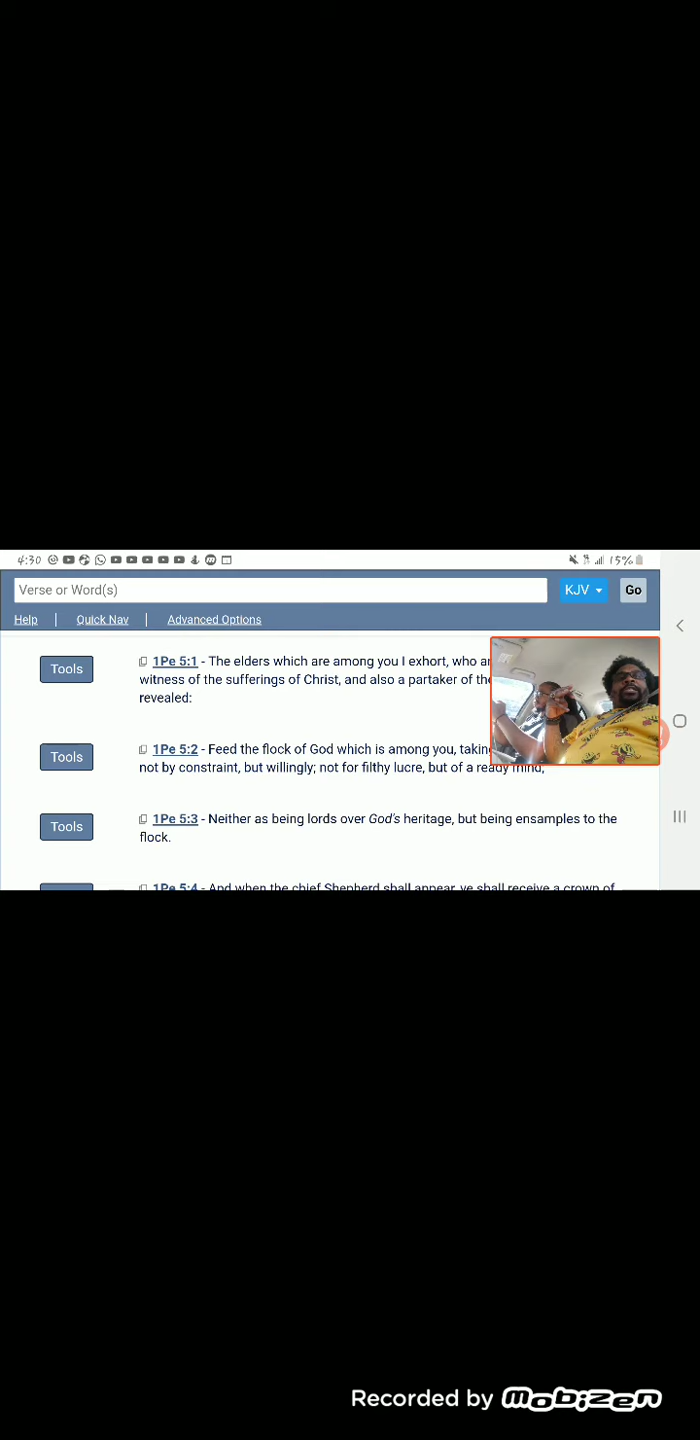 4:30 15%
Verse or Word(s) KJV Go
Help | Quick Nav | Advanced Options
Tools 1Pe 5:1 - The elders which are among you I exhort, who
witness of the sufferings of Christ, and also a partaker of the
revealed:
Tools 1Pe 5:2 - Feed the flock of God which is among you,
not by constraint, but willingly; not for filthy lucre, but of a ready mind;
Tools 1Pe 5:3 - Neither as being lords over God's heritage, but being ensamples to the
flock.
1Pe 5:4 - And when the chief Shepherd shall appear, ye shall receive a crown of
Recorded by mobizen